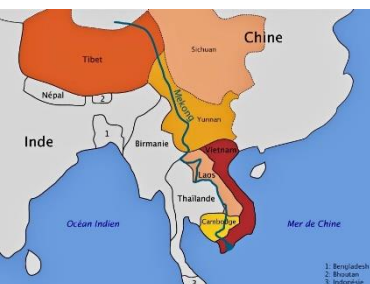 Chine
Sichuan
Tibet
Népal
2
Mekong
Yunnan
1
Inde
Birmanie
Vietnam
Laos
Thaïlande
Cambodge
Océan Indien
Mer de Chine
3
1: Bengladesh
2: Bhoutan
3: Indonésie